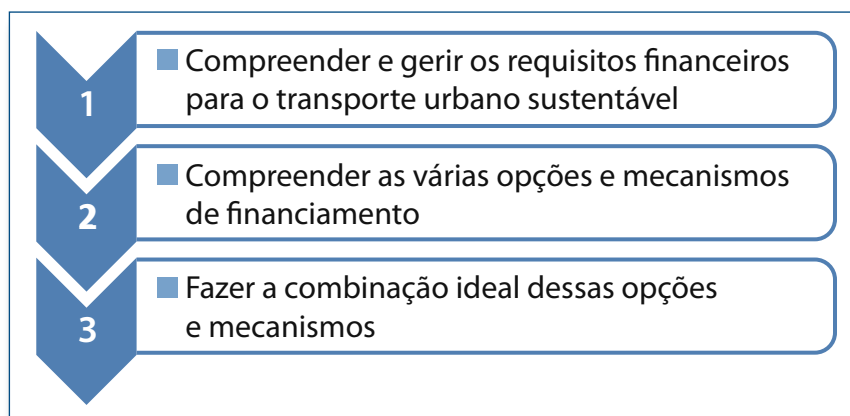 1
Compreender e gerir os requisitos financeiros
para o transporte urbano sustentável
2
Compreender as várias opções e mecanismos
de financiamento
3
Fazer a combinação ideal dessas opções
e mecanismos